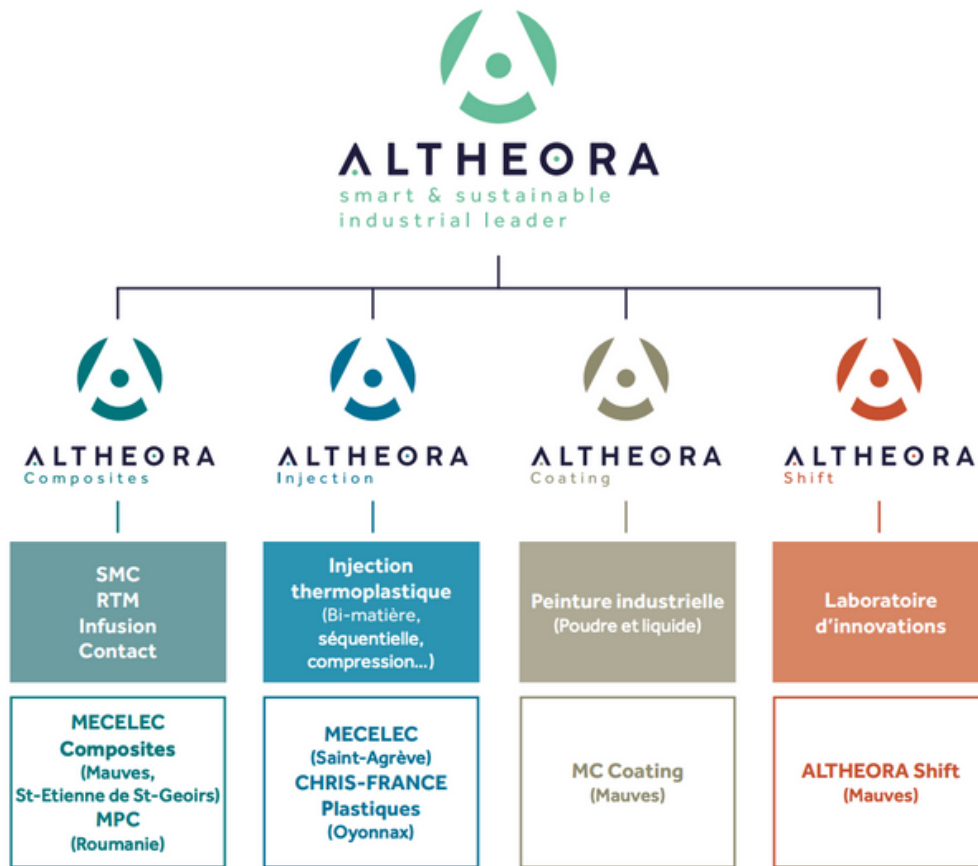 ALTHEORA
smart & sustainable
industrial leader
ALTHEORA
Composites
SMC
RTM
Infusion
Contact
MECELEC
Composites
(Mauves,
St-Etienne de St-Geoirs)
MPC
(Roumanie)
ALTHEORA
Injection
Injection
thermoplastique
(Bi-matière,
séquentielle,
compression...)
MECELEC
(Saint-Agrève)
CHRIS-FRANCE
Plastiques
(Oyonnax)
ALTHEORA
Coating
Peinture industrielle
(Poudre et liquide)
MC Coating
(Mauves)
ALTHEORA
Shift
Laboratoire
d'innovations
ALTHEORA Shift
(Mauves)